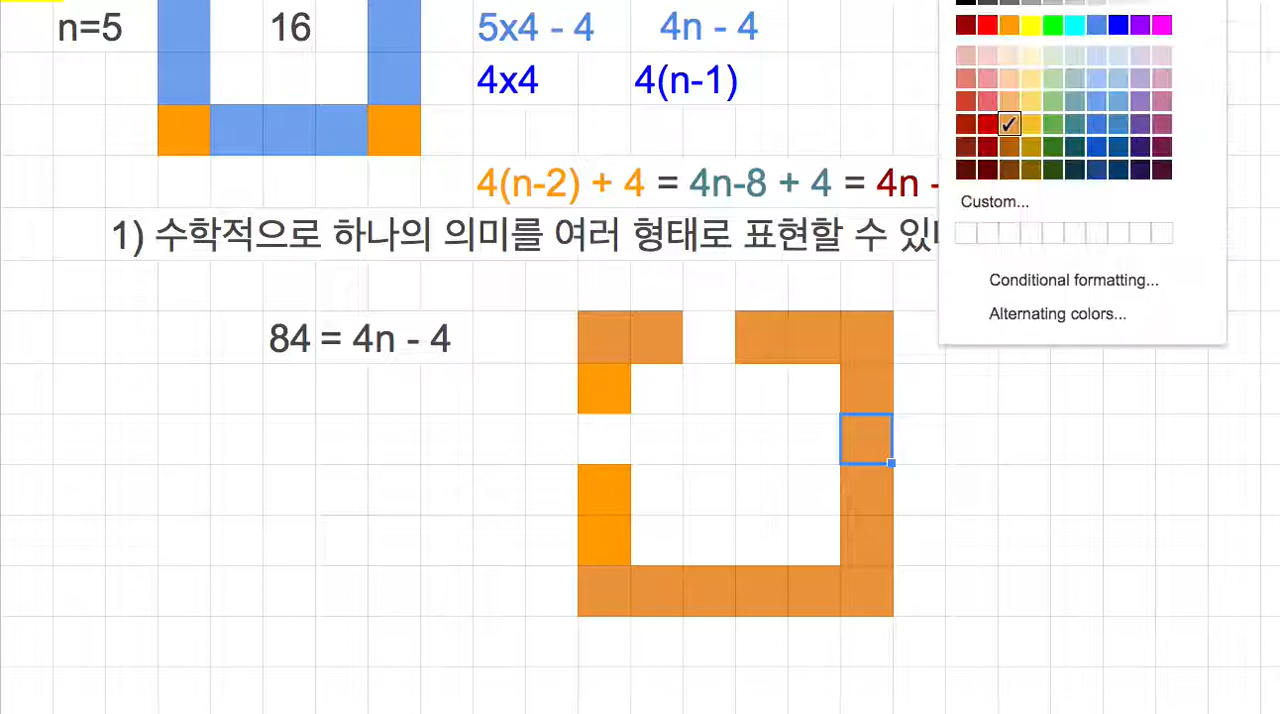 n=5 16 5x4 - 4 4n - 4
4x4 4(n-1)
4(n-2) + 4 = 4n-8 + 4 = 4n -
Custom...
1) 수학적으로 하나의 의미를 여러 형태로 표현할 수 있
Conditional formatting...
Alternating colors...
84 = 4n - 4